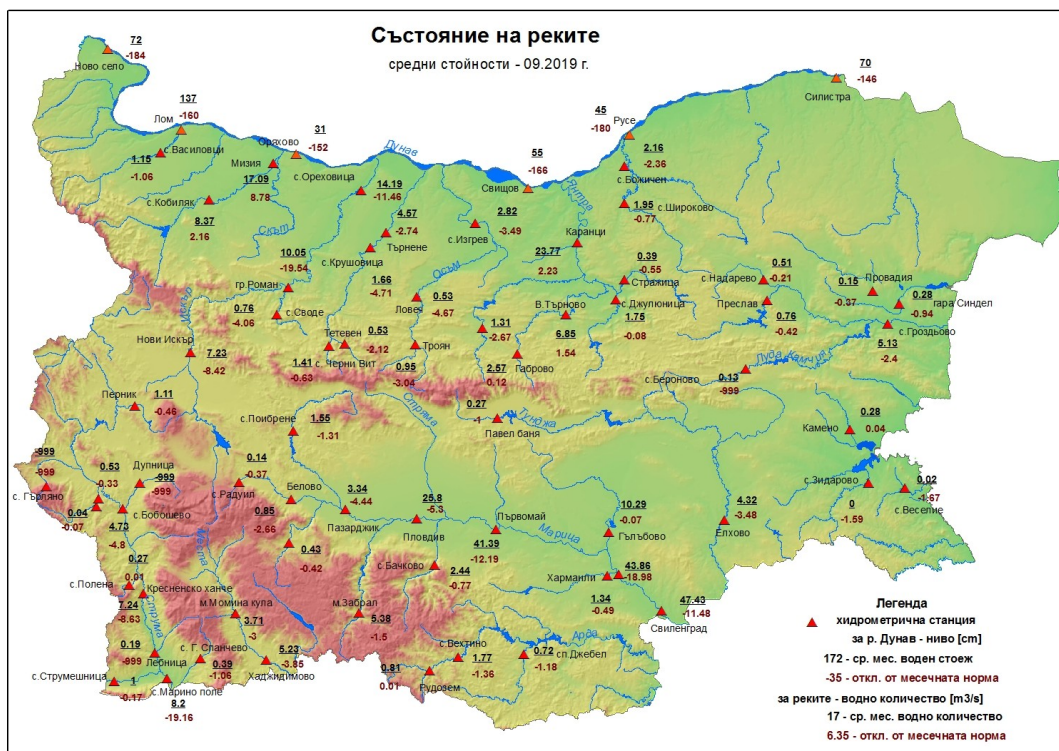 Състояние на реките
средни стойности - 09.2019 г.
72
-184
Ново село
70
-146
Силистра
137
-160
Лом
45
-180
Русе
31
-152
Оряхово
Дунав
55
-166
Свищов
с.Василовци
1.15
-1.06
Мизия
17.09
8.78
с.Ореховица
14.19
-11.46
2.16
-2.36
с.Божичен
Янтра
с.Кобиляк
8.37
2.16
Скът
4.57
-2.74
Търнене
2.82
-3.49
с.Изгрев
1.95
-0.77
с.Широково
Каранци
23.77
2.23
10.05
-19.54
с.Крушовица
1.66
-4.71
Осъм
0.39
-0.55
Стражица
с.Надарево
0.51
-0.21
0.15
-0.37
Провадия
гр.Роман
0.76
-4.06
с.Своде
Ловеч
0.53
-4.67
В.Търново
с.Джулюница
1.75
-0.08
Преслав
0.76
-0.42
0.28
-0.94
гара Синдел
с.Гроздьово
5.13
-2.4
Искър
Нови Искър
7.23
-8.42
Тетевен
0.53
-2.12
1.41
-0.63
с. Черни Вит
Троян
0.95
-3.04
1.31
-2.67
6.85
1.54
2.57
0.12
Габрово
Луда Камчия
с.Бероново
0.13
-999
Перник
1.11
-0.46
с.Поибрене
1.55
-1.31
Стряма
0.27
-1
Павел баня
Тунджа
0.28
0.04
Камено
-999
-999
с. Гърляно
0.53
-0.33
Дупница
-999
-999
0.14
-0.37
с.Радуил
Белово
0.85
-2.66
3.34
-4.44
Пазарджик
25.8
-5.3
Пловдив
Първомай
41.39
-12.19
Марица
10.29
-0.07
Гълъбово
4.32
-3.48
Елхово
с.Зидарово
0
-1.59
0.02
-1.67
с.Веселие
0.04
-0.07
с.Бобошево
4.73
-4.8
Места
0.43
-0.42
с.Бачково
2.44
-0.77
Харманли
1.34
-0.49
43.86
-18.98
47.43
-11.48
Свиленград
0.27
0.01
с.Полена
Кресненско ханче
7.24
-8.63
Струма
м.Момина купа
3.71
-3
м.Забрал
5.38
-1.5
Арда
0.19
-999
Лебница
с. Г. Спанчево
0.39
-1.06
5.23
-3.85
Хаджидимово
с.Вехтино
1.77
-1.36
0.72
-1.18
сп.Джебел
0.81
0.01
Рудозем
с.Струмешница
1
-0.17
с.Марино поле
8.2
-19.16
Легенда
хидрометрична станция
за р. Дунав - ниво [cm]
172 - ср. мес. воден стоеж
-35 - откл. от месечната норма
за реките - водно количество [m3/s]
17 - ср. мес. водно количество
6.35 - откл. от месечната норма